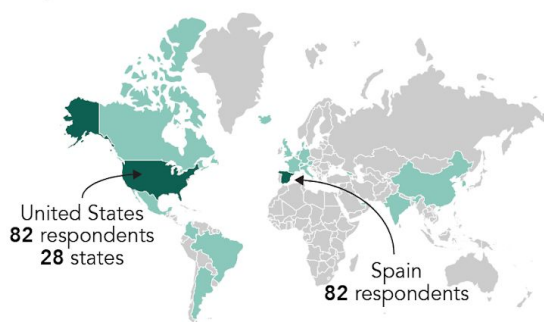 United States
82 respondents
28 states
Spain
82 respondents